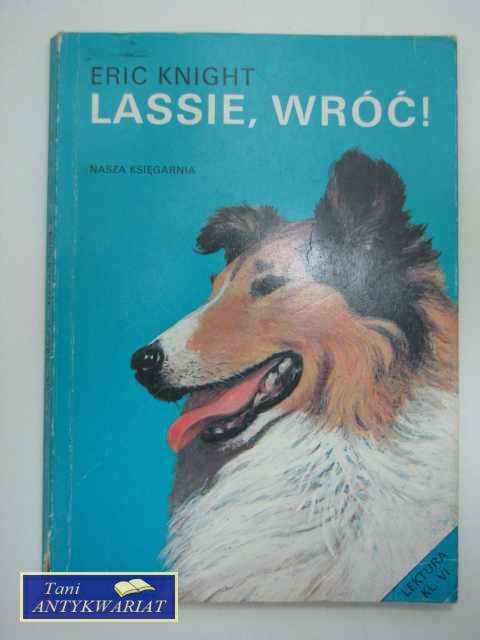 ERIC KNIGHT
LASSIE, WRÓĆ!
NASZA KSIĘGARNIA
LEKTURA
KL. VI
Tani
ANTYKWARIAT